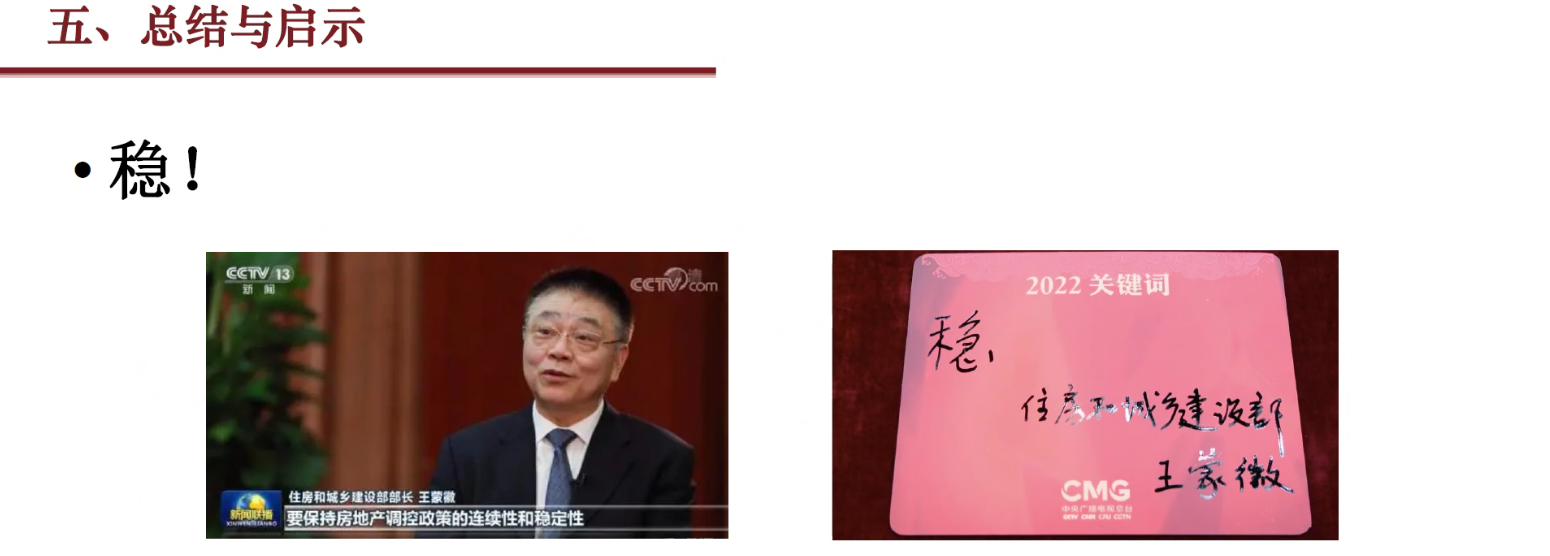 五、总结与启示
• 稳！
CCTV 13
新闻
CCTV.com
住房和城乡建设部部长 王蒙徽
新闻联播
XINWENLIANBO
要保持房地产调控政策的连续性和稳定性
2022 关键词
稳
住房和城乡建设部
王蒙徽
CMG
中央广播电视总台
CCTV CNR CRI CGTN